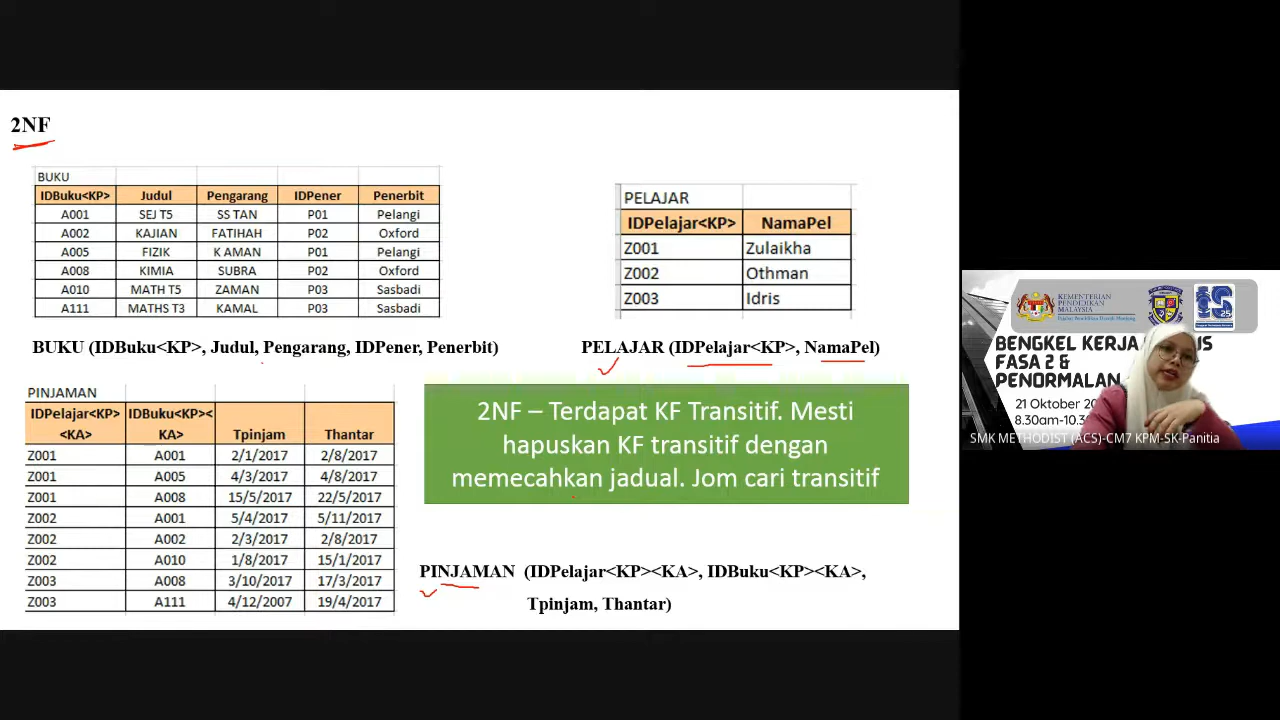 2NF
BUKU
IDBuku<KP> Judul Pengarang IDPener Penerbit
A001 SEJ T5 SS TAN P01 Pelangi
A002 KAJIAN FATIHAH P02 Oxford
A005 FIZIK K AMAN P01 Pelangi
A008 KIMIA SUBRA P02 Oxford
A010 MATH T5 ZAMAN P03 Sasbadi
A111 MATHS T3 KAMAL P03 Sasbadi
BUKU (IDBuku<KP>, Judul, Pengarang, IDPener, Penerbit)
PELAJAR
IDPelajar<KP> NamaPel
Z001 Zulaikha
Z002 Othman
Z003 Idris
PELAJAR (IDPelajar<KP>, NamaPel)
PINJAMAN
IDPelajar<KP> IDBuku<KP><
<KA> KA> Tpinjam Thantar
Z001 A001 2/1/2017 2/8/2017
Z001 A005 4/3/2017 4/8/2017
Z001 A008 15/5/2017 22/5/2017
Z002 A001 5/4/2017 5/11/2017
Z002 A002 2/3/2017 2/8/2017
Z002 A010 1/8/2017 15/1/2017
Z003 A008 3/10/2017 17/3/2017
Z003 A111 4/12/2007 19/4/2017
2NF – Terdapat KF Transitif. Mesti
hapuskan KF transitif dengan
memecahkan jadual. Jom cari transitif
PINJAMAN (IDPelajar<KP><KA>, IDBuku<KP><KA>,
Tpinjam, Thantar)
KEMENTERIAN
PENDIDIKAN
MALAYSIA
25
BENGKEL KERJA
FASA 2 &
PENORMALAN
21 Oktober
8.30am-10.3
SMK METHODIST (ACS)-CM7 KPM-SK-Panitia